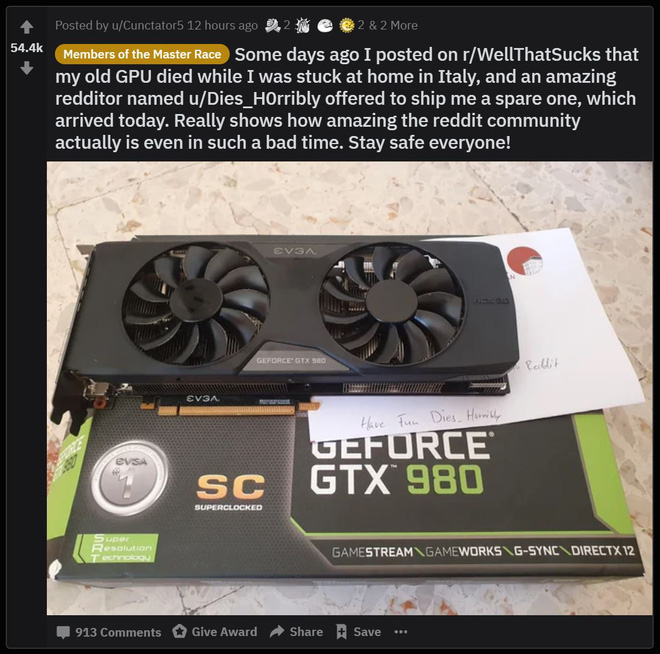 Posted by u/Cunctator5 12 hours ago 2 2 & 2 More
54.4k
Members of the Master Race Some days ago I posted on r/WellThatSucks that
my old GPU died while I was stuck at home in Italy, and an amazing
redditor named u/Dies_H0rribly offered to ship me a spare one, which
arrived today. Really shows how amazing the reddit community
actually is even in such a bad time. Stay safe everyone!
EVGA
GEFORCE® GTX 980
EVGA
Reddit
Have Fun Dies_Horribly
GEFORCE®
GTX™ 980
EVGA
#1
SC
SUPERCLOCKED
Super
Resolution
Technology
GAMESTREAM \ GAMEWORKS \ G-SYNC \ DIRECTX 12
913 Comments Give Award Share Save ...